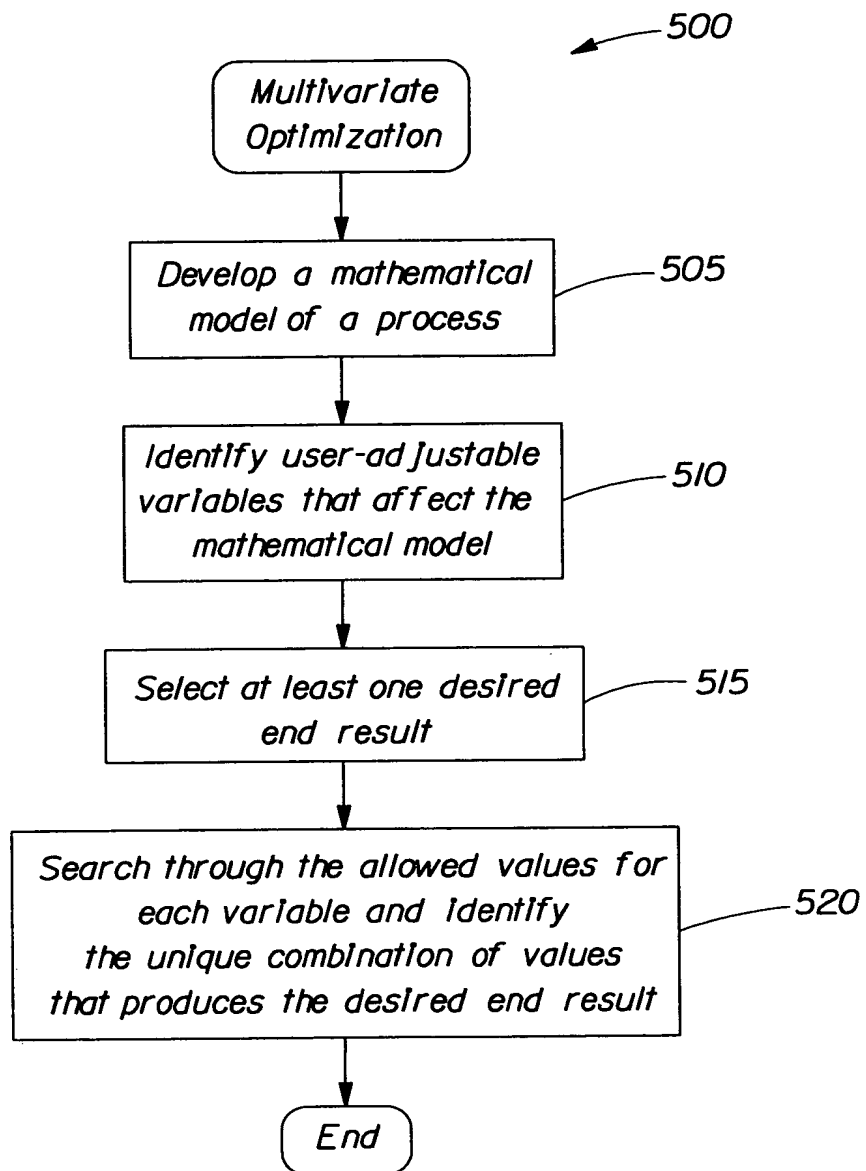 500
Multivariate
Optimization
Develop a mathematical
model of a process
505
Identify user-adjustable
variables that affect the
mathematical model
510
Select at least one desired
end result
515
Search through the allowed values for
each variable and identify
the unique combination of values
that produces the desired end result
520
End